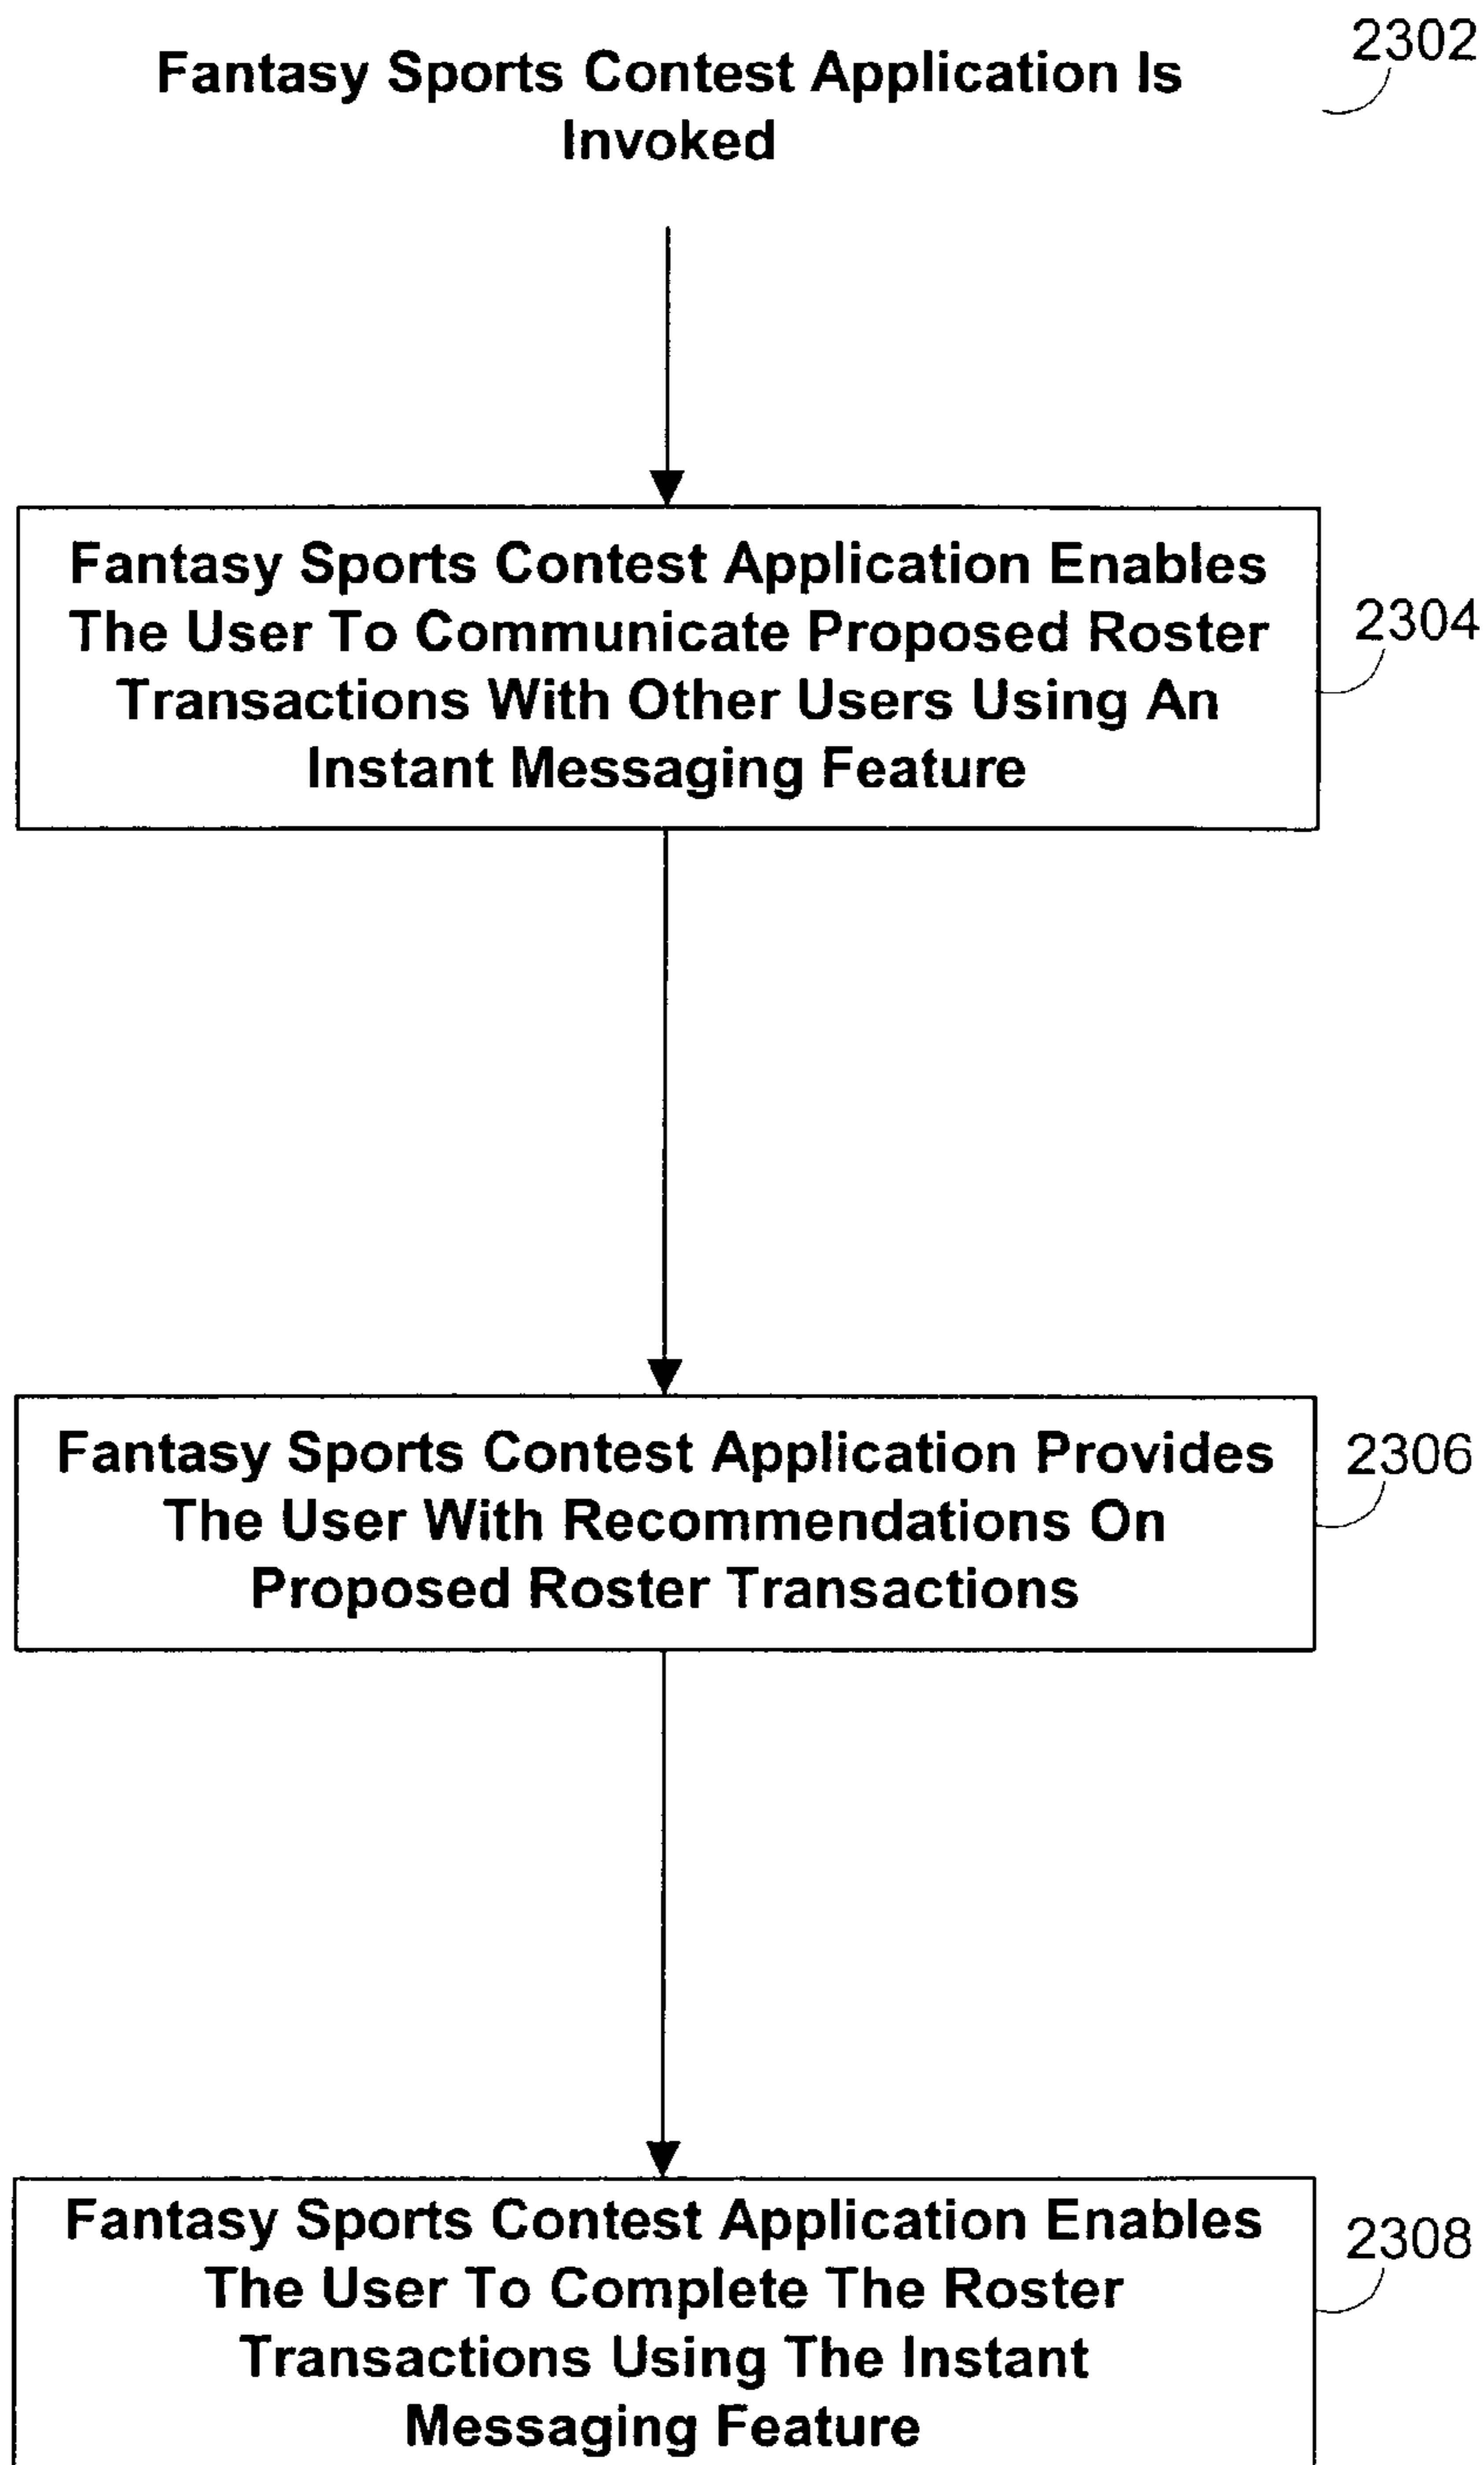 2302
Fantasy Sports Contest Application Is
Invoked
Fantasy Sports Contest Application Enables
The User To Communicate Proposed Roster
Transactions With Other Users Using An
Instant Messaging Feature
2304
Fantasy Sports Contest Application Provides
The User With Recommendations On
Proposed Roster Transactions
2306
Fantasy Sports Contest Application Enables
The User To Complete The Roster
Transactions Using The Instant
Messaging Feature
2308